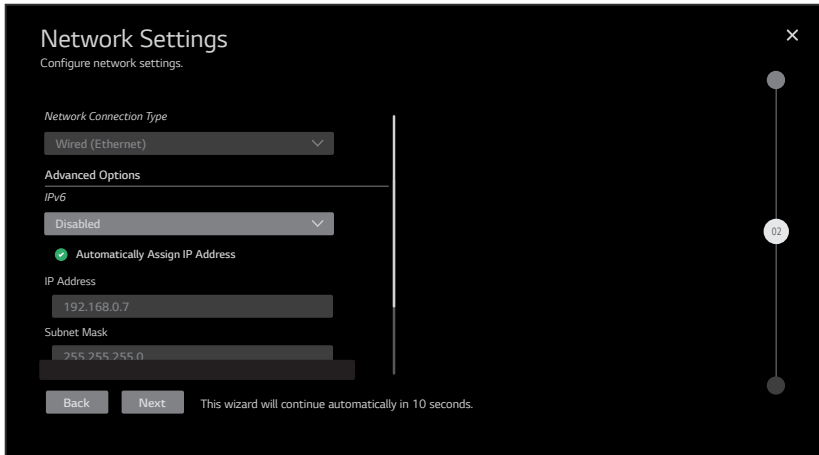 Network Settings
Configure network settings.
Network Connection Type
Wired (Ethernet)
Advanced Options
IPv6
Disabled
Automatically Assign IP Address
IP Address
192.168.0.7
Subnet Mask
255.255.255.0
02
Back Next This wizard will continue automatically in 10 seconds.